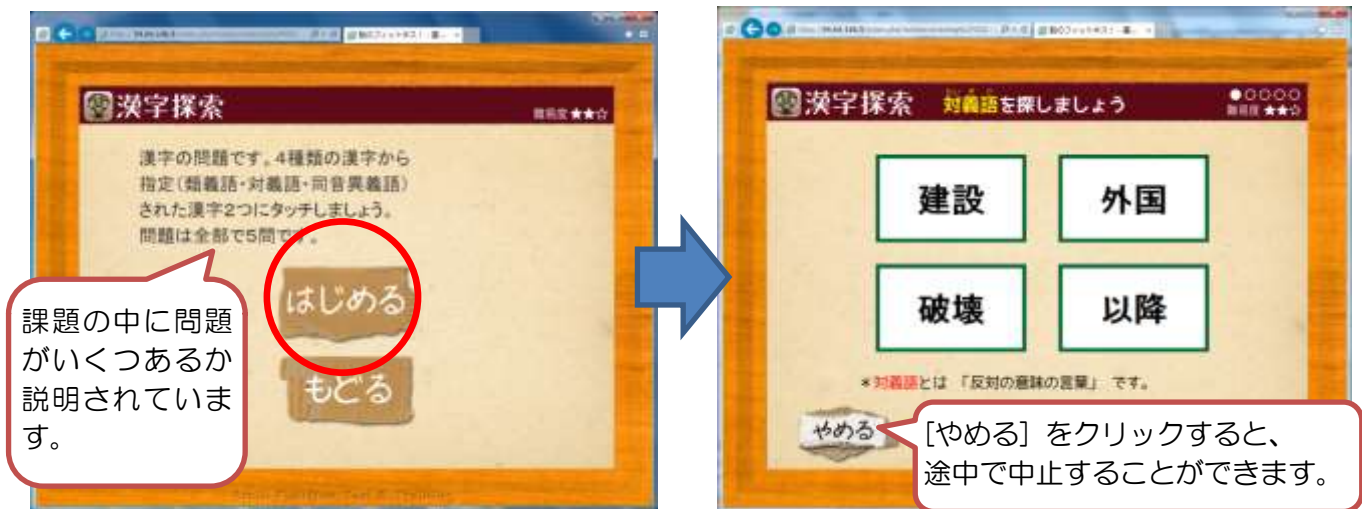 漢字探索
難易度 ★★☆
漢字の問題です。4種類の漢字から
指定(類義語・対義語・同音異義語)
された漢字2つにタッチしましょう。
問題は全部で5問です。
はじめる
もどる
課題の中に問題
がいくつあるか
説明されていま
す。
漢字探索 対義語を探しましょう
難易度 ★★☆
建設 外国
破壊 以降
*対義語とは 「反対の意味の言葉」 です。
やめる
[やめる] をクリックすると、
途中で中止することができます。